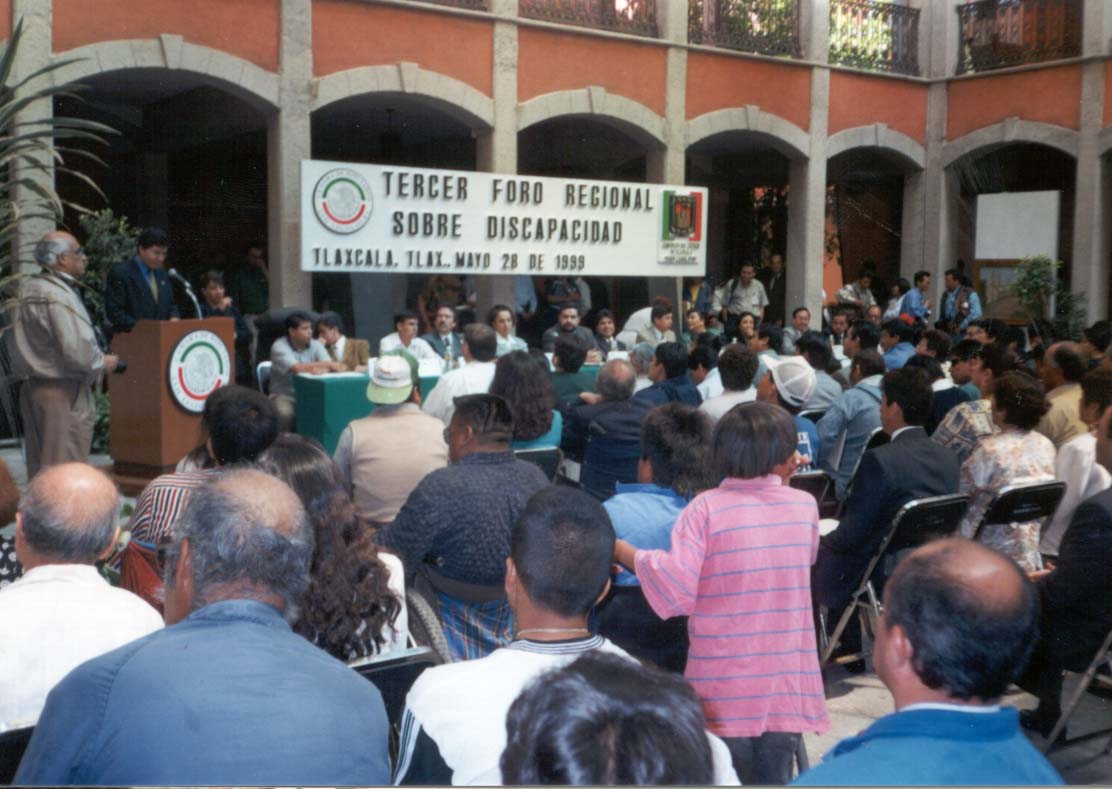 TERCER FORO REGIONAL
SOBRE DISCAPACIDAD
TLAXCALA, TLAX., MAYO 28 DE 1999